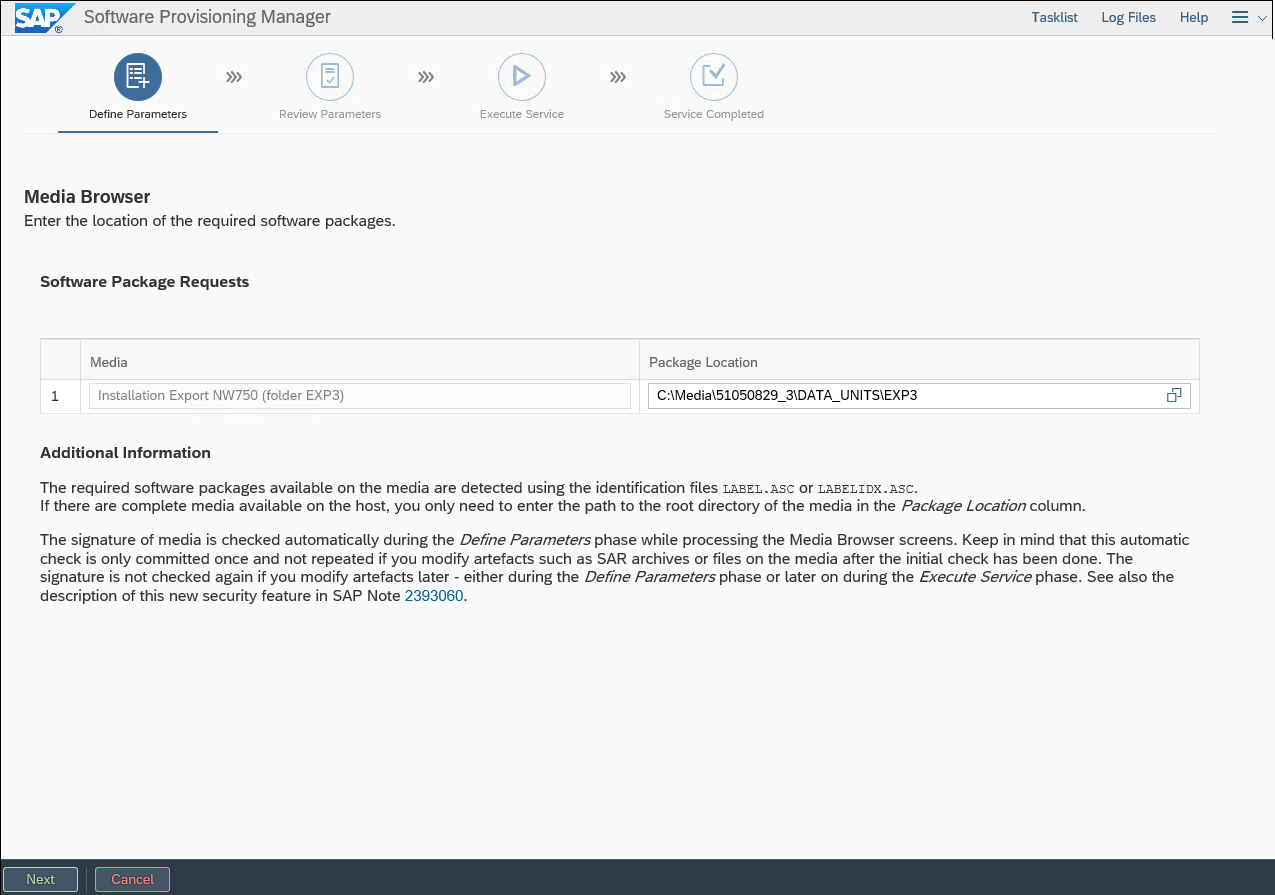 SAP ® Software Provisioning Manager Tasklist Log Files Help
Define Parameters Review Parameters Execute Service Service Completed
Media Browser
Enter the location of the required software packages.
Software Package Requests
Media Package Location
1 Installation Export NW750 (folder EXP3) C:\Media\51050829_3\DATA_UNITS\EXP3
Additional Information
The required software packages available on the media are detected using the identification files LABEL.ASC or LABELIDX.ASC.
If there are complete media available on the host, you only need to enter the path to the root directory of the media in the Package Location column.
The signature of media is checked automatically during the Define Parameters phase while processing the Media Browser screens. Keep in mind that this automatic
check is only committed once and not repeated if you modify artefacts such as SAR archives or files on the media after the initial check has been done. The
signature is not checked again if you modify artefacts later - either during the Define Parameters phase or later on during the Execute Service phase. See also the
description of this new security feature in SAP Note 2393060.
Next Cancel